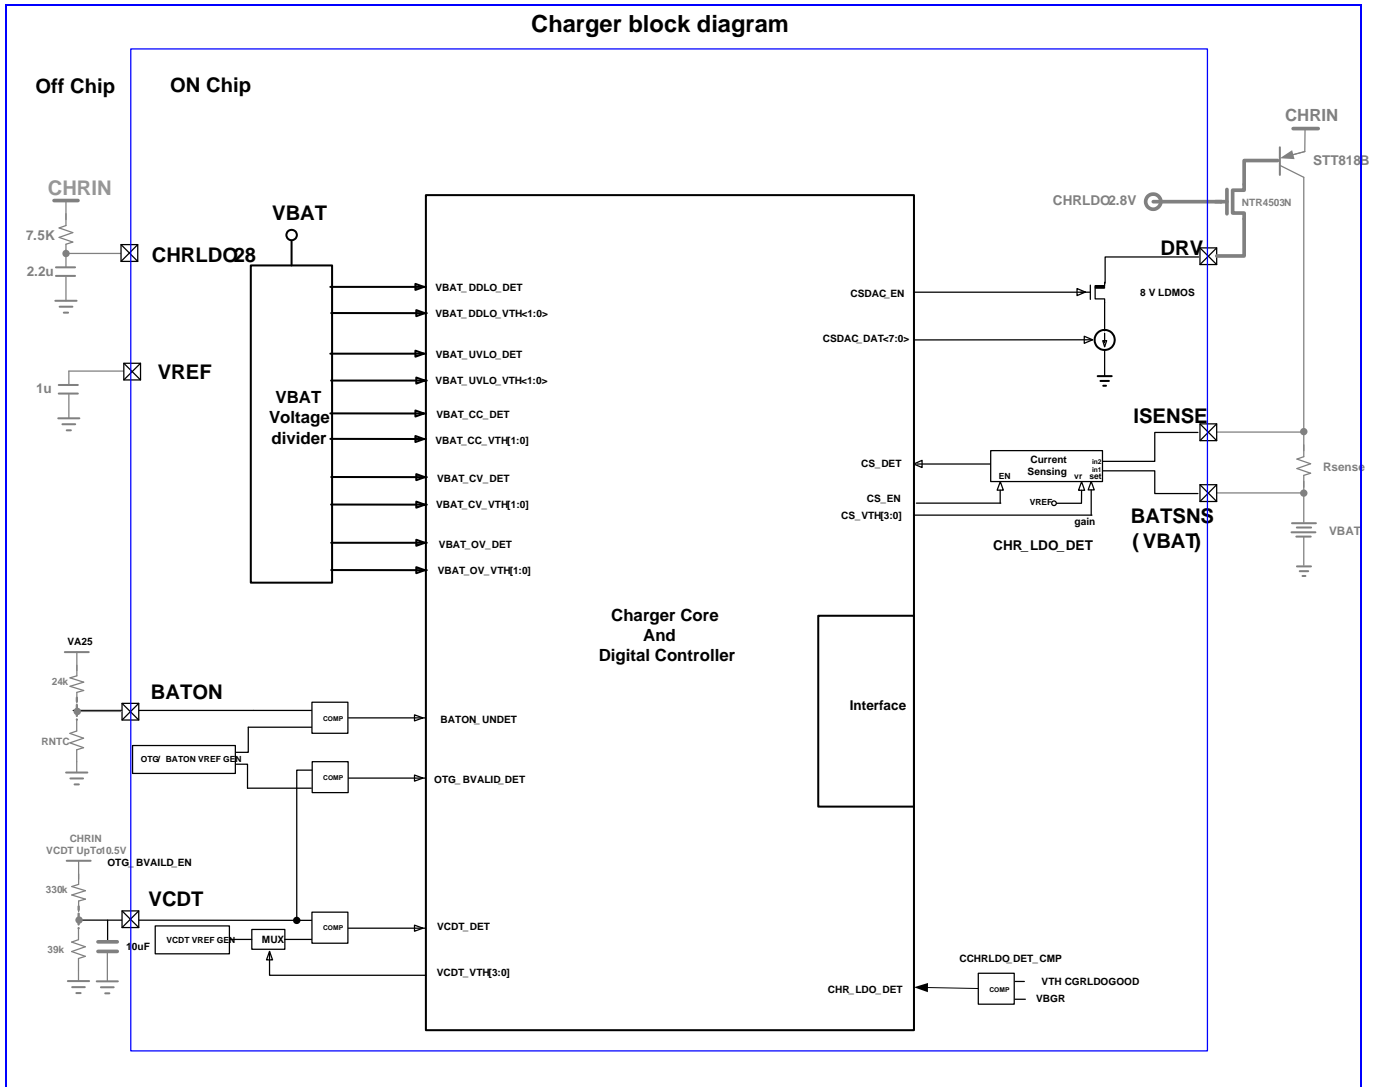 Charger block diagram
Off Chip
ON Chip
CHRIN
7.5K
2.2u
CHRLDO28
VREF
1u
VBAT
VBAT
Voltage
divider
VBAT_DDLO_DET
VBAT_DDLO_VTH<1:0>
VBAT_UVLO_DET
VBAT_UVLO_VTH<1:0>
VBAT_CC_DET
VBAT_CC_VTH[1:0]
VBAT_CV_DET
VBAT_CV_VTH[1:0]
VBAT_OV_DET
VBAT_OV_VTH[1:0]
CSDAC_EN
CSDAC_DAT<7:0>
CHRIN
STT818B
CHRLDO2.8V
NTR4503N
DRV
8 V LDMOS
ISENSE
CS_DET
Current
Sensing
in2
in1
EN
vr
set
Rsense
CS_EN
VREF
CS_VTH[3:0]
gain
CHR_LDO_DET
BATSNS
(VBAT)
VBAT
Charger Core
And
Digital Controller
Interface
VA25
24k
RNTC
BATON
COMP
BATON_UNDET
OTG/ BATON VREF GEN
COMP
OTG_BVALID_DET
CHRIN
VCDT UpTo10.5V
OTG_BVAILD_EN
330k
39k
10uF
VCDT
VCDT VREF GEN
MUX
COMP
VCDT_DET
VCDT_VTH[3:0]
CCHRLDO_DET_CMP
CHR_LDO_DET
COMP
VTH CGRLDOGOOD
VBGR